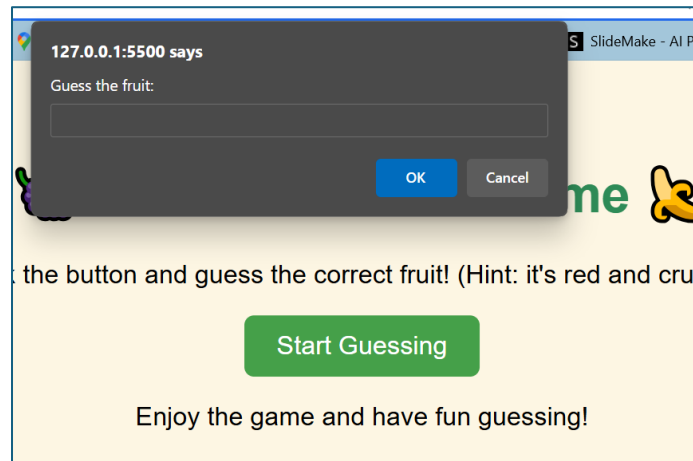 127.0.0.1:5500 says
SlideMake - AI P
Guess the fruit:
OK
Cancel
me
the button and guess the correct fruit! (Hint: it's red and cru
Start Guessing
Enjoy the game and have fun guessing!